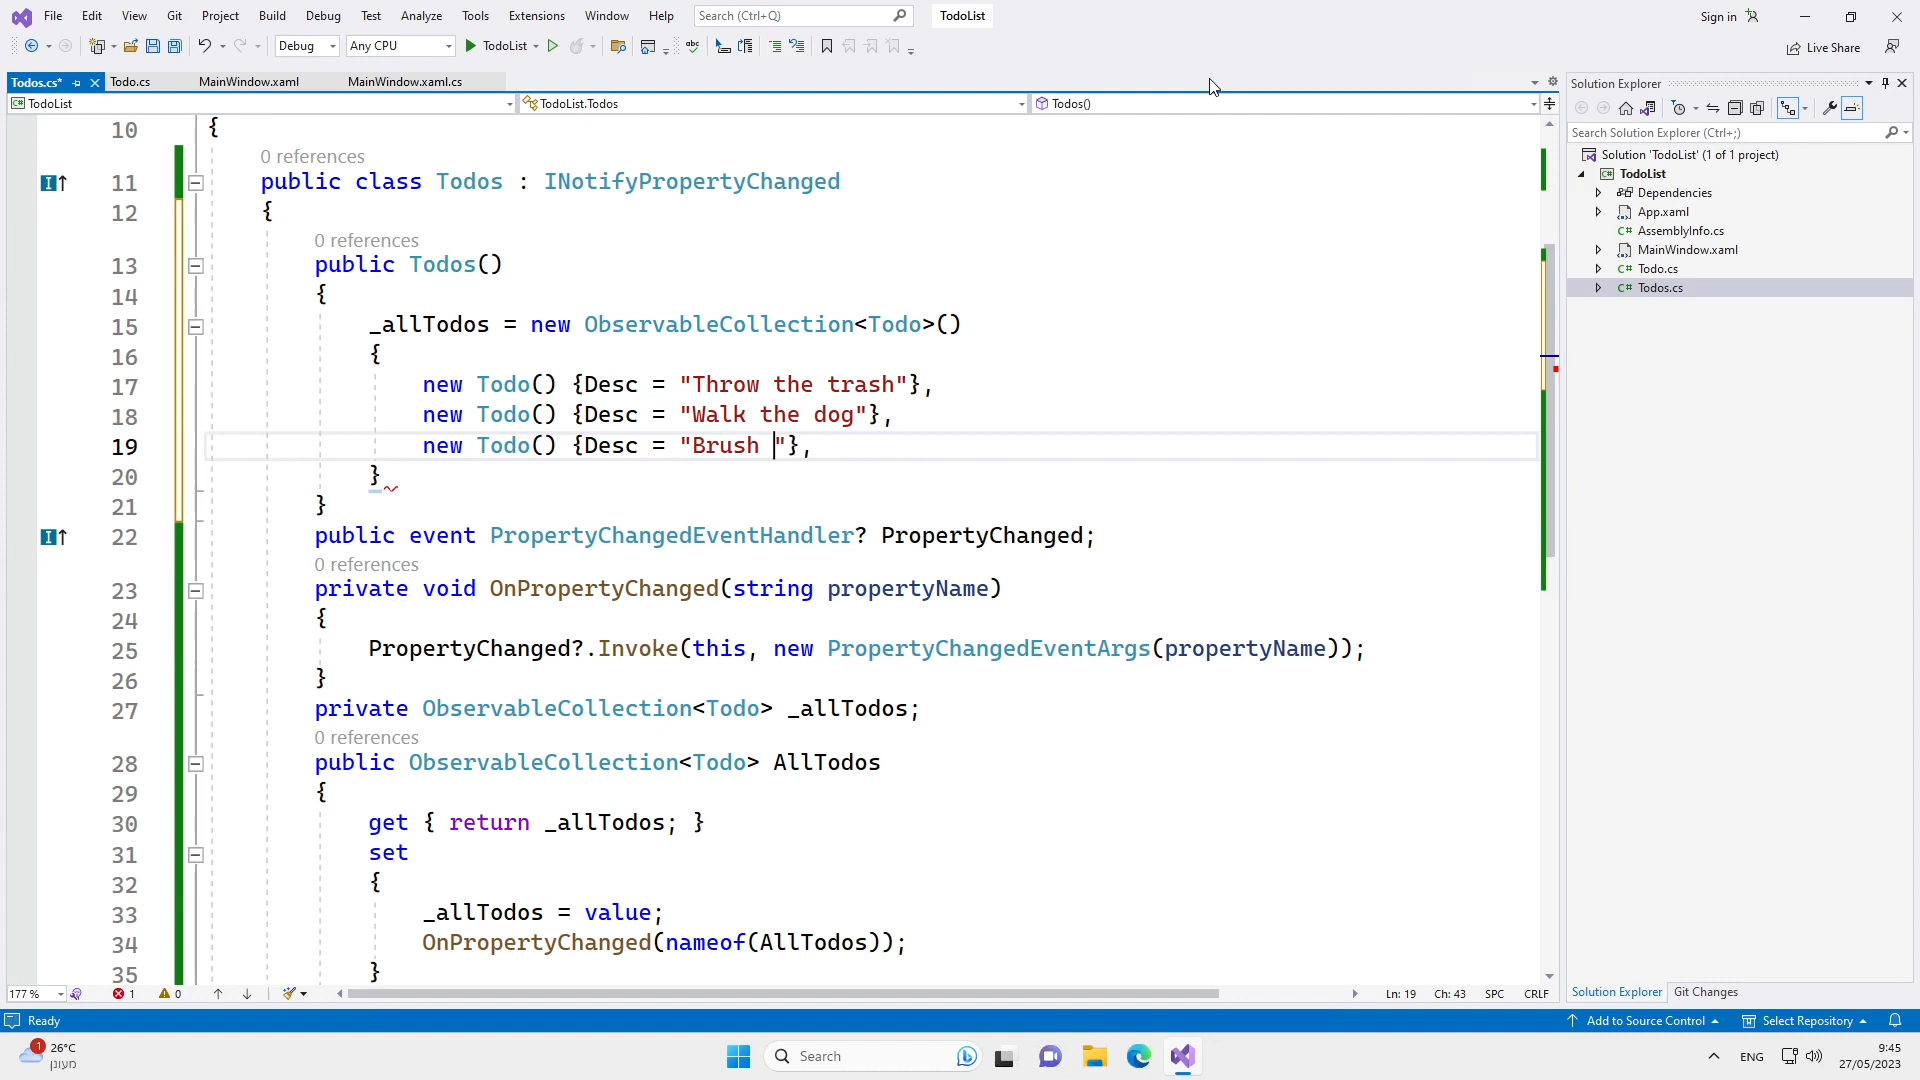 File Edit View Git Project Build Debug Test Analyze Tools Extensions Window Help Search (Ctrl+Q) TodoList Sign in
Debug Any CPU TodoList Live Share
Todos.cs* Todo.cs MainWindow.xaml MainWindow.xaml.cs
TodoList TodoList.Todos Todos()
10 {
0 references
11 public class Todos : INotifyPropertyChanged
12 {
0 references
13 public Todos()
14 {
15 _allTodos = new ObservableCollection<Todo>()
16 {
17 new Todo() {Desc = "Throw the trash"},
18 new Todo() {Desc = "Walk the dog"},
19 new Todo() {Desc = "Brush "},
20 }
21 }
22 public event PropertyChangedEventHandler? PropertyChanged;
0 references
23 private void OnPropertyChanged(string propertyName)
24 {
25 PropertyChanged?.Invoke(this, new PropertyChangedEventArgs(propertyName));
26 }
27 private ObservableCollection<Todo> _allTodos;
0 references
28 public ObservableCollection<Todo> AllTodos
29 {
30 get { return _allTodos; }
31 set
32 {
33 _allTodos = value;
34 OnPropertyChanged(nameof(AllTodos));
35 }
177 % 1 0 Ln: 19 Ch: 43 SPC CRLF
Solution Explorer
Search Solution Explorer (Ctrl+;)
Solution 'TodoList' (1 of 1 project)
TodoList
Dependencies
App.xaml
AssemblyInfo.cs
MainWindow.xaml
Todo.cs
Todos.cs
Solution Explorer Git Changes
Ready Add to Source Control Select Repository
1 26°C
מעונן
Search
ENG
9:45
27/05/2023